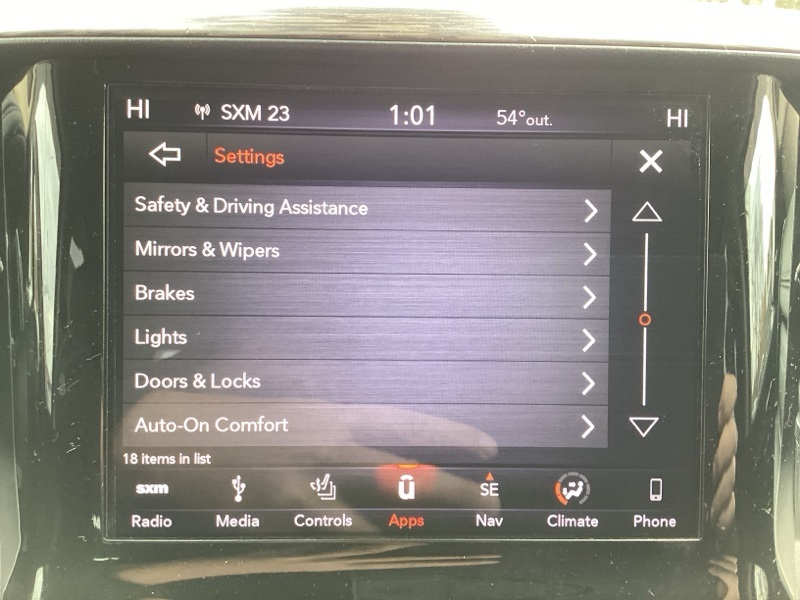 HI SXM 23 1:01 54°out. HI
Settings
Safety & Driving Assistance
Mirrors & Wipers
Brakes
Lights
Doors & Locks
Auto-On Comfort
18 items in list
sxm ū SE
Radio Media Controls Apps Nav Climate Phone